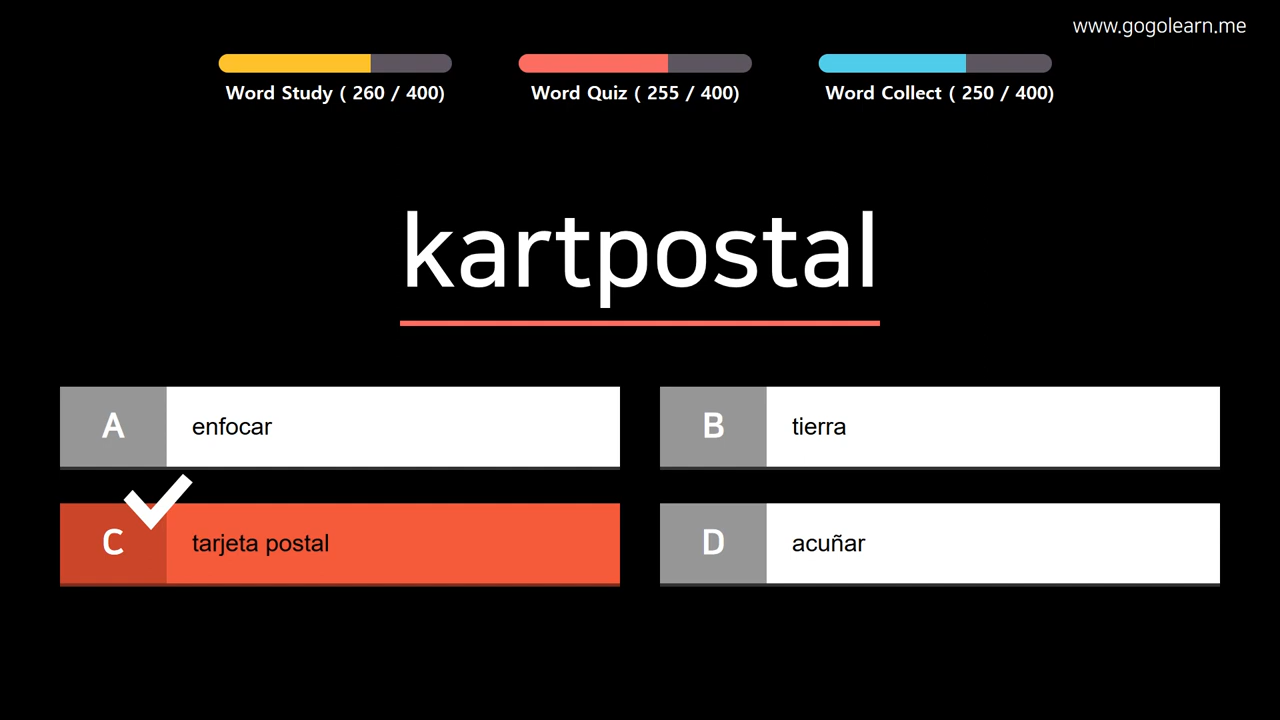 www.gogolearn.me
Word Study ( 260 / 400)
Word Quiz ( 255 / 400)
Word Collect ( 250 / 400)
kartpostal
A enfocar
B tierra
C tarjeta postal
D acuñar